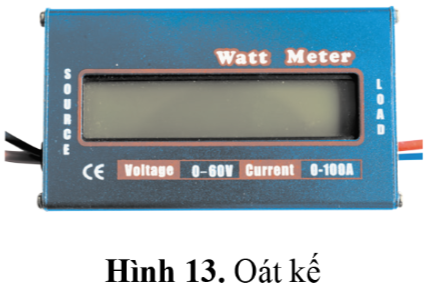 Watt Meter
SOURCE
LOAD
CE Voltage 0-60V Current 0-100A
Hình 13. Oát kế